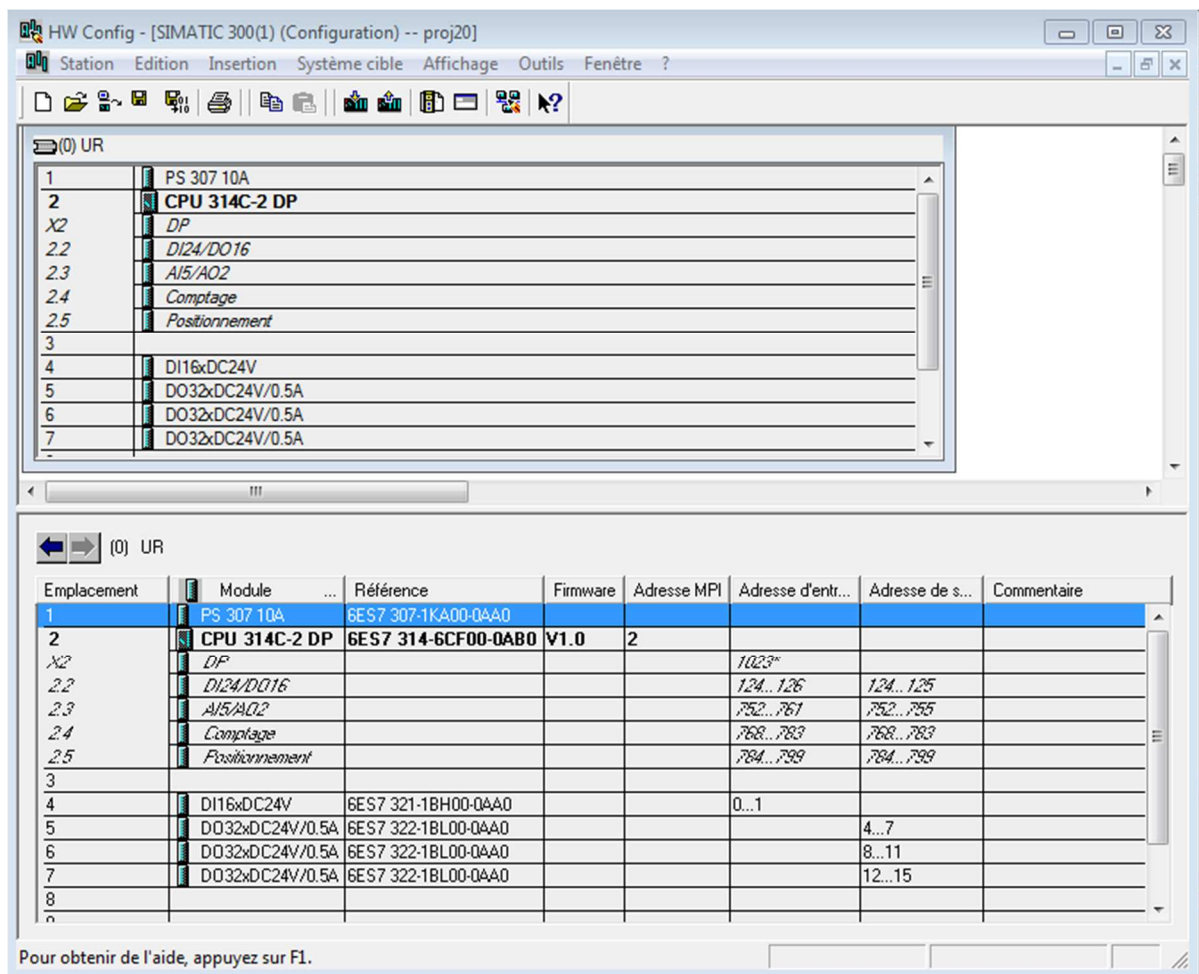 HW Config - [SIMATIC 300(1) (Configuration) -- proj20]
Station Edition Insertion Système cible Affichage Outils Fenêtre ?
(0) UR
1 PS 307 10A
2 CPU 314C-2 DP
X2 DP
2.2 DI24/DO16
2.3 AI5/AO2
2.4 Comptage
2.5 Positionnement
3
4 DI16xDC24V
5 DO32xDC24V/0.5A
6 DO32xDC24V/0.5A
7 DO32xDC24V/0.5A
(0) UR
Emplacement Module ... Référence Firmware Adresse MPI Adresse d'entr... Adresse de s... Commentaire
1 PS 307 10A 6ES7 307-1KA00-0AA0
2 CPU 314C-2 DP 6ES7 314-6CF00-0AB0 V1.0 2
X2 DP 1023*
2.2 DI24/DO16 124...126 124...125
2.3 AI5/AO2 752...761 752...755
2.4 Comptage 768...783 768...783
2.5 Positionnement 784...799 784...799
3
4 DI16xDC24V 6ES7 321-1BH00-0AA0 0...1
5 DO32xDC24V/0.5A 6ES7 322-1BL00-0AA0 4...7
6 DO32xDC24V/0.5A 6ES7 322-1BL00-0AA0 8...11
7 DO32xDC24V/0.5A 6ES7 322-1BL00-0AA0 12...15
8
Pour obtenir de l'aide, appuyez sur F1.